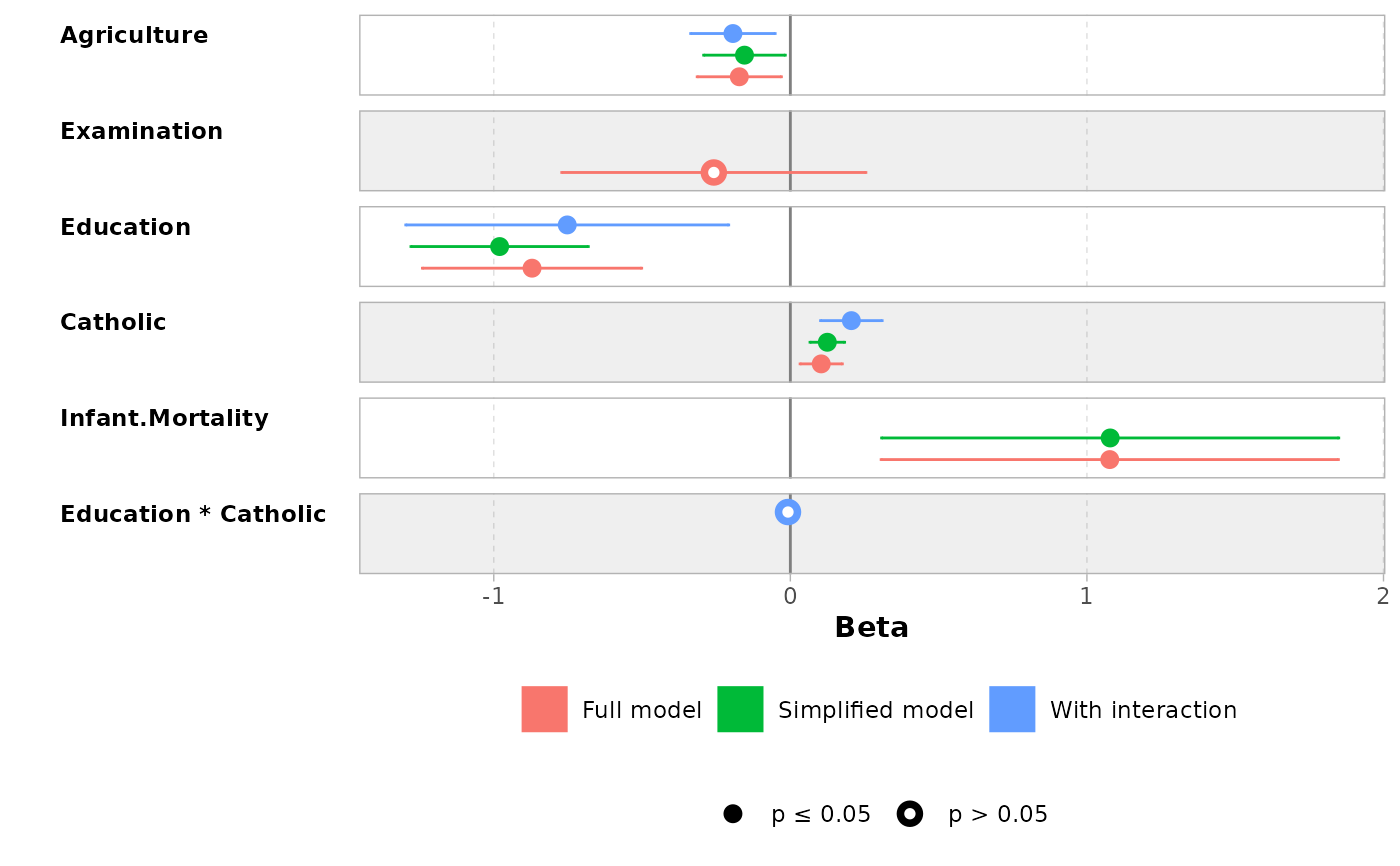 Agriculture
Examination
Education
Catholic
Infant.Mortality
Education * Catholic
-1 0 1 2
Beta
Full model Simplified model With interaction
p ≤ 0.05 p > 0.05